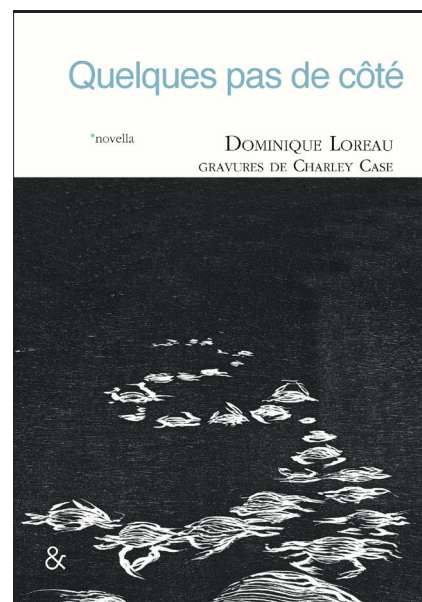 Quelques pas de côté
*novella
Dominique Loreau
gravures de Charley Case
&